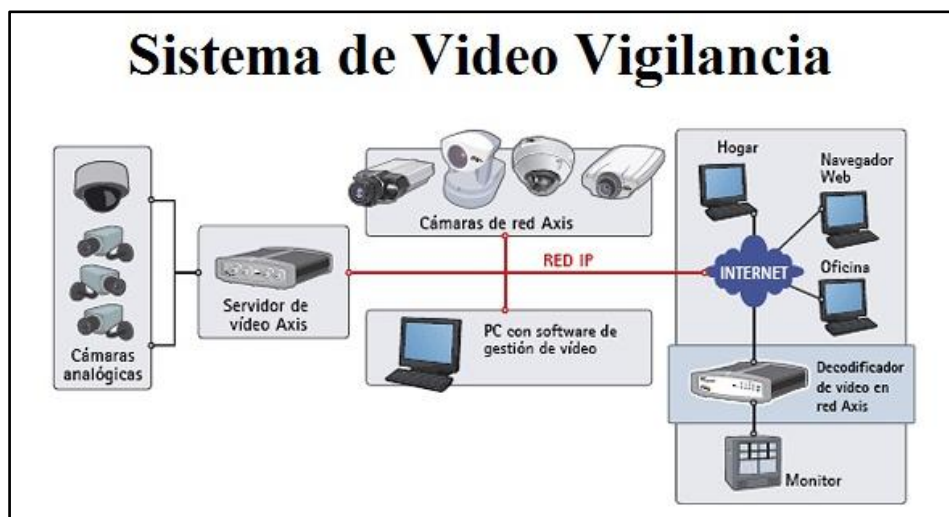 Sistema de Video Vigilancia
Cámaras
analógicas
Servidor de
vídeo Axis
Cámaras de red Axis
RED IP
PC con software de
gestión de vídeo
Hogar
Navegador
Web
INTERNET
Oficina
Decodificador
de vídeo en
red Axis
Monitor